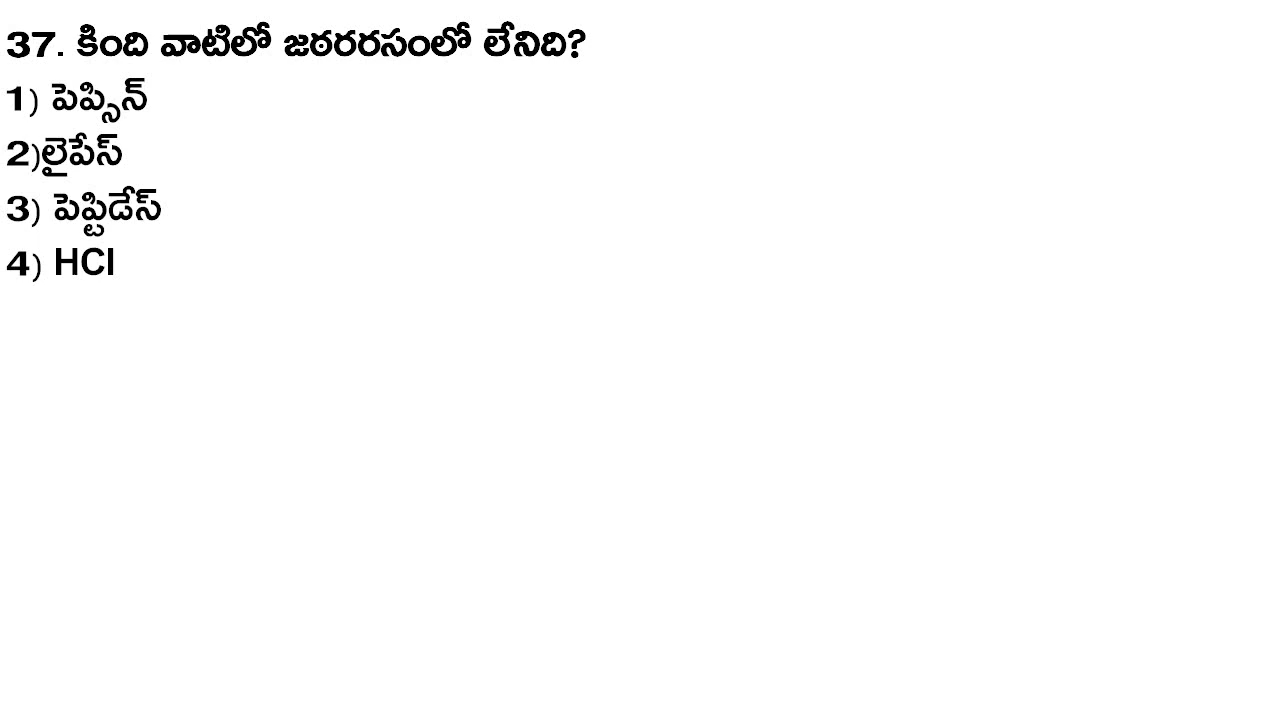 37. కింది వాటిలో జఠరరసంలో లేనిది?
1) పెప్సిన్
2)లైపేస్
3) పెప్టిడేస్
4) HCl